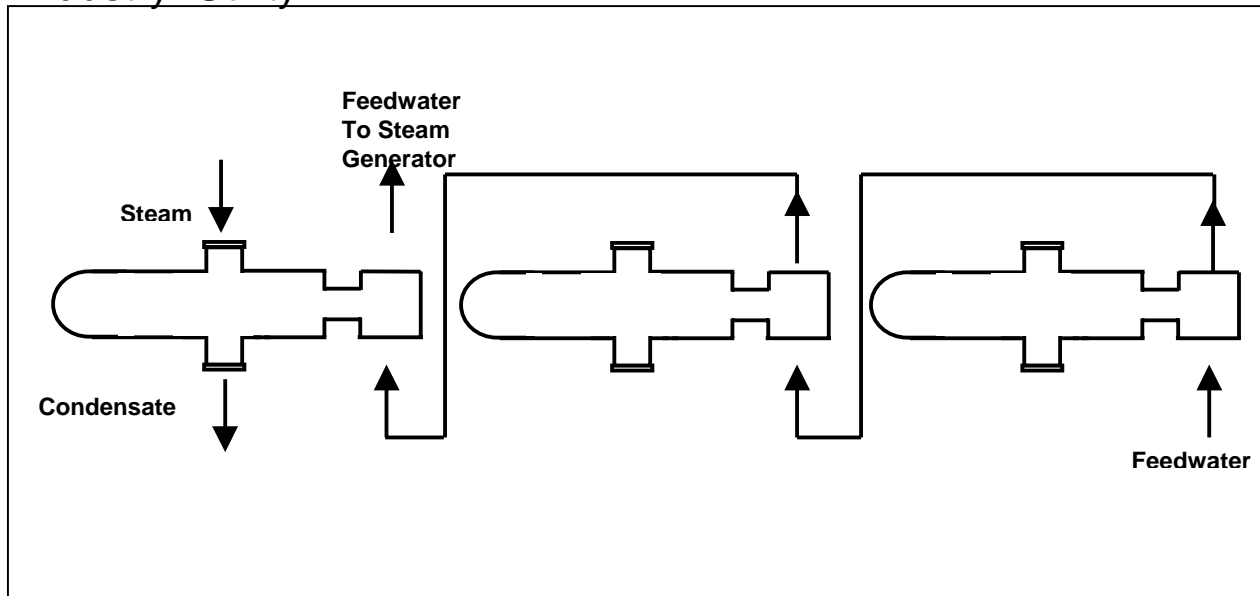 Feedwater
To Steam
Generator
Steam
Condensate
Feedwater